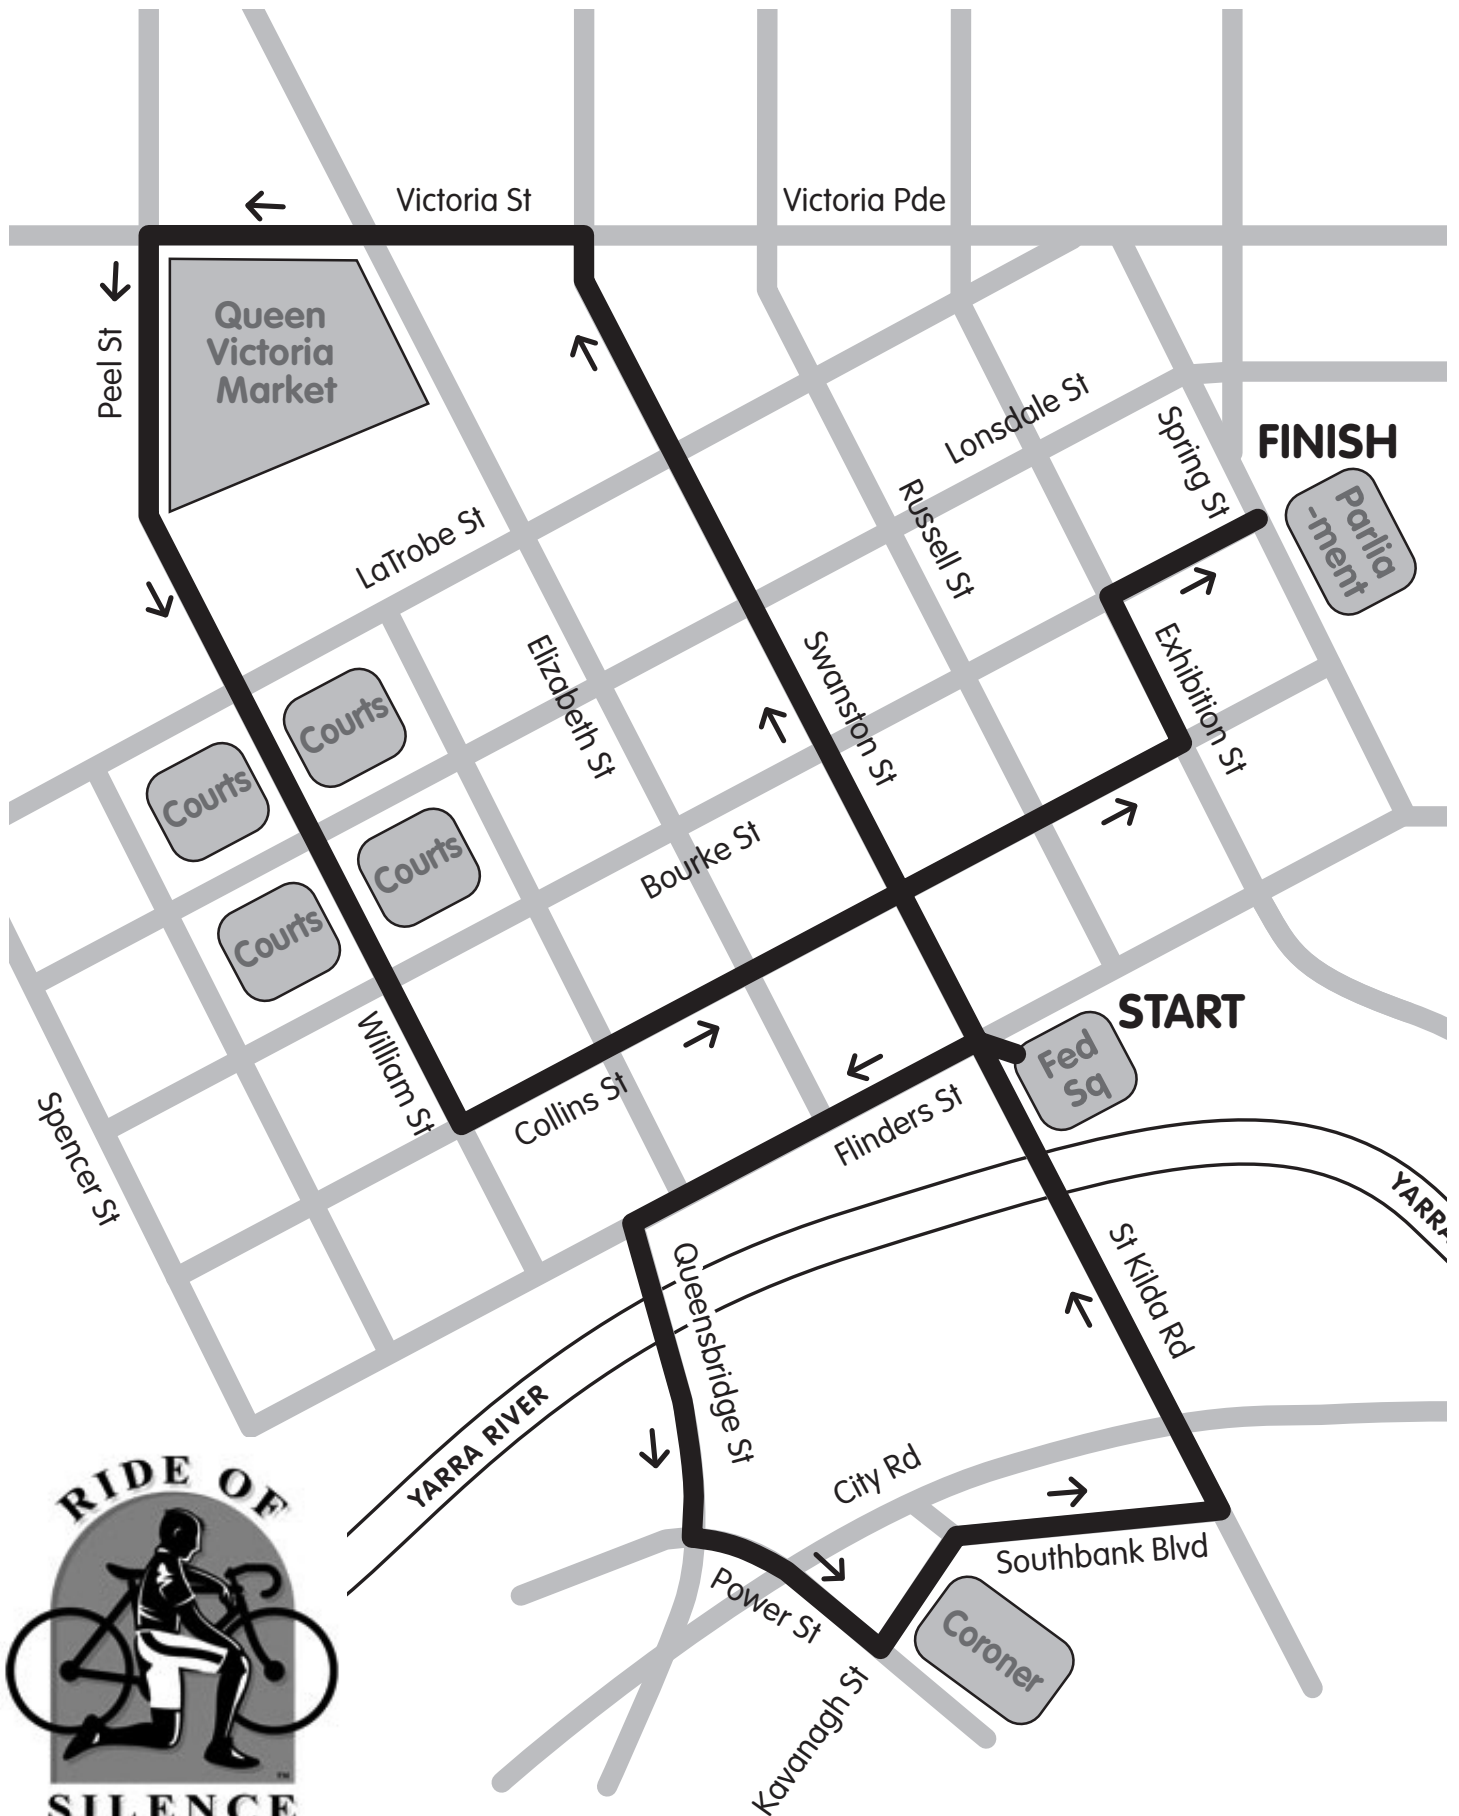 Victoria St
Victoria Pde
Peel St
Queen
Victoria
Market
LaTrobe St
Lonsdale St
Spring St
FINISH
Parlia
-ment
Russell St
Elizabeth St
Swanston St
Exhibition St
Courts
Courts
Courts
Courts
Bourke St
William St
Collins St
START
Fed
Sq
Flinders St
Spencer St
YARRA
Queensbridge St
St Kilda Rd
YARRA RIVER
City Rd
Southbank Blvd
Power St
Coroner
Kavanagh St
RIDE OF
SILENCE
TM